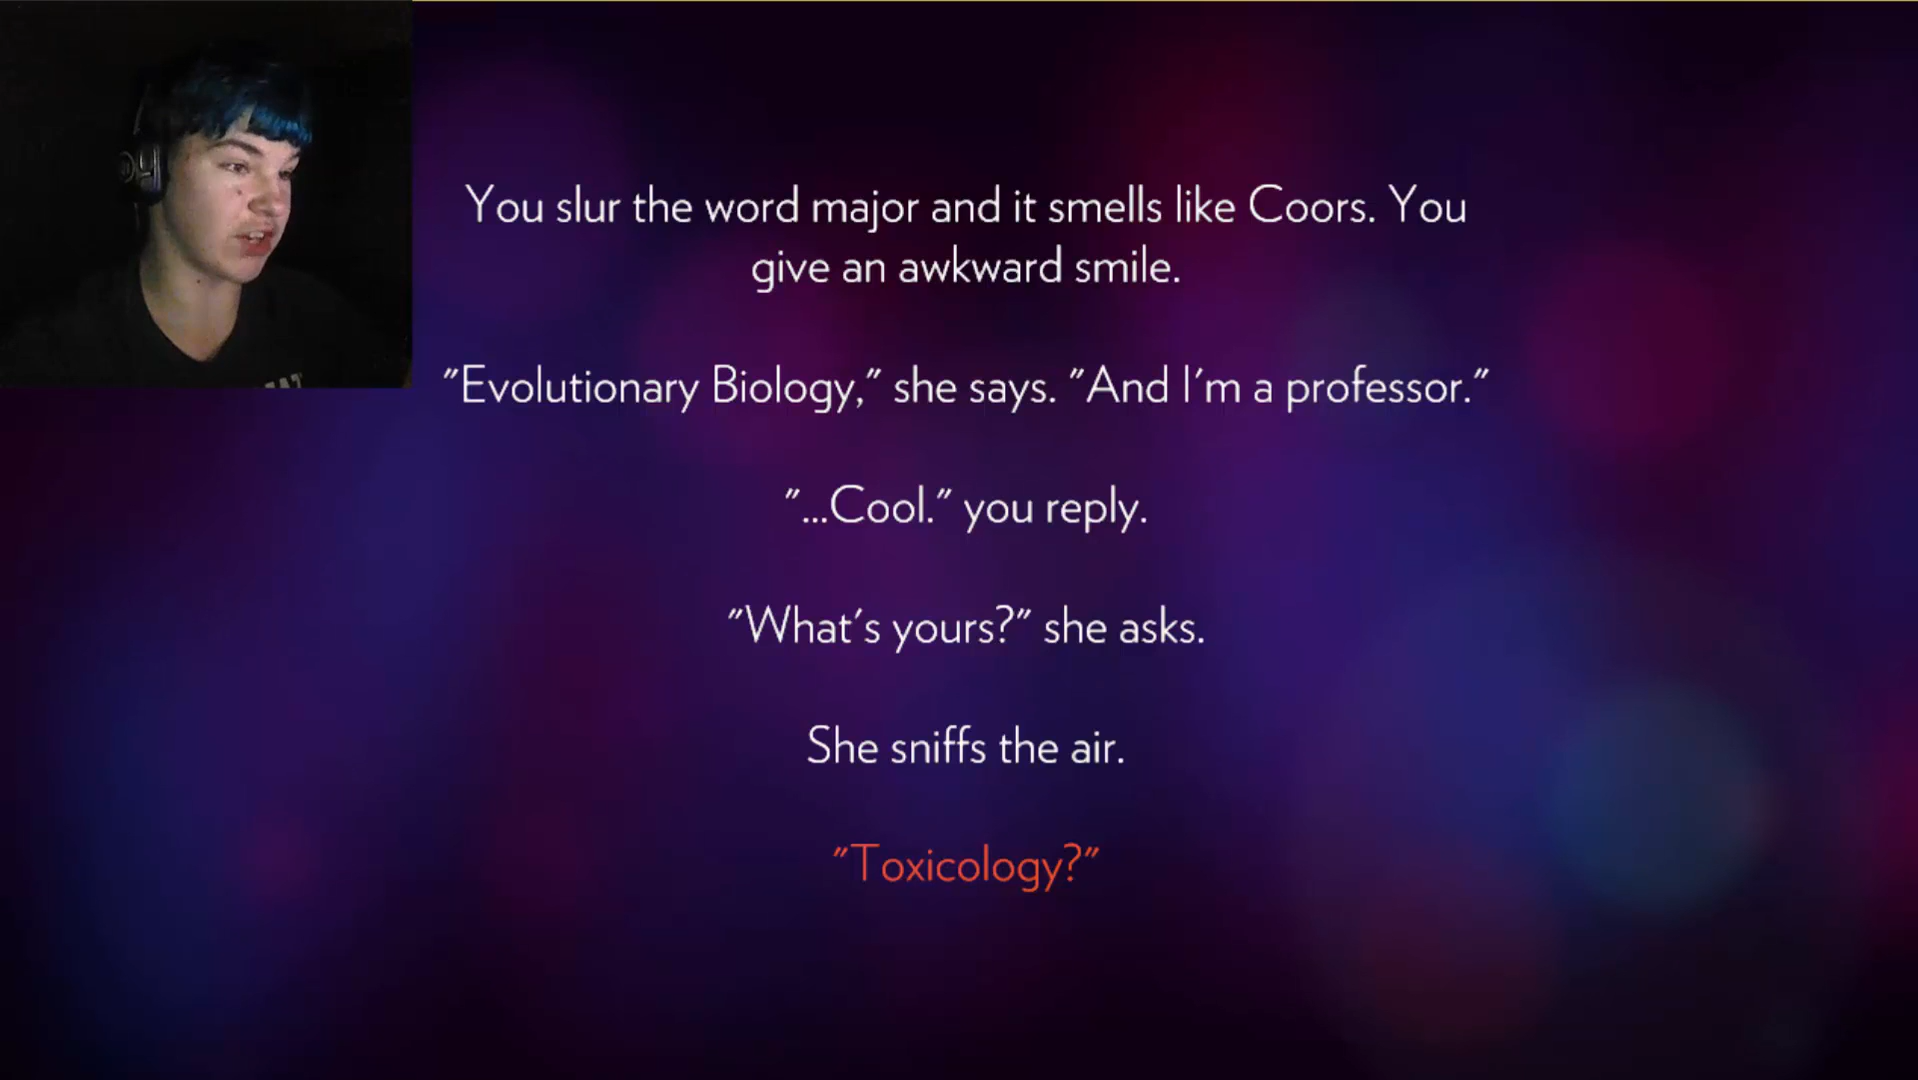 You slur the word major and it smells like Coors. You
give an awkward smile.
"Evolutionary Biology," she says. "And I'm a professor."
"...Cool." you reply.
"What's yours?" she asks.
She sniffs the air.
"Toxicology?"